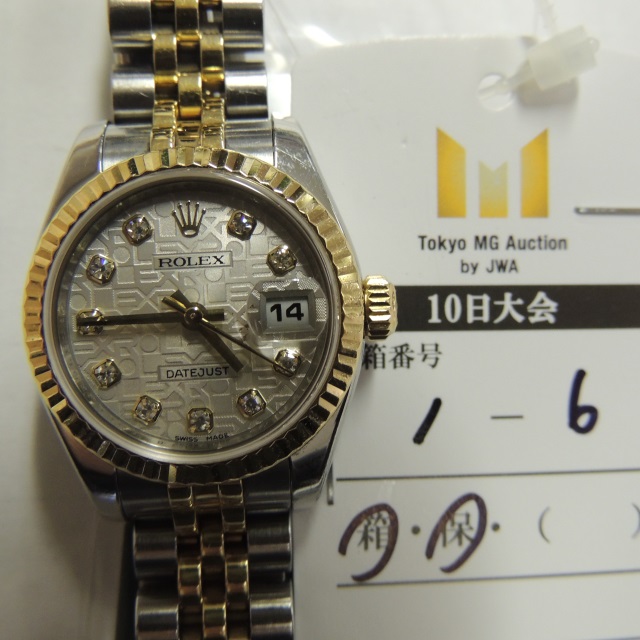 ROLEX
14
DATEJUST
SWISS MADE
Tokyo MG Auction
by JWA
10日大会
箱番号
1 - 6
箱・保・( )